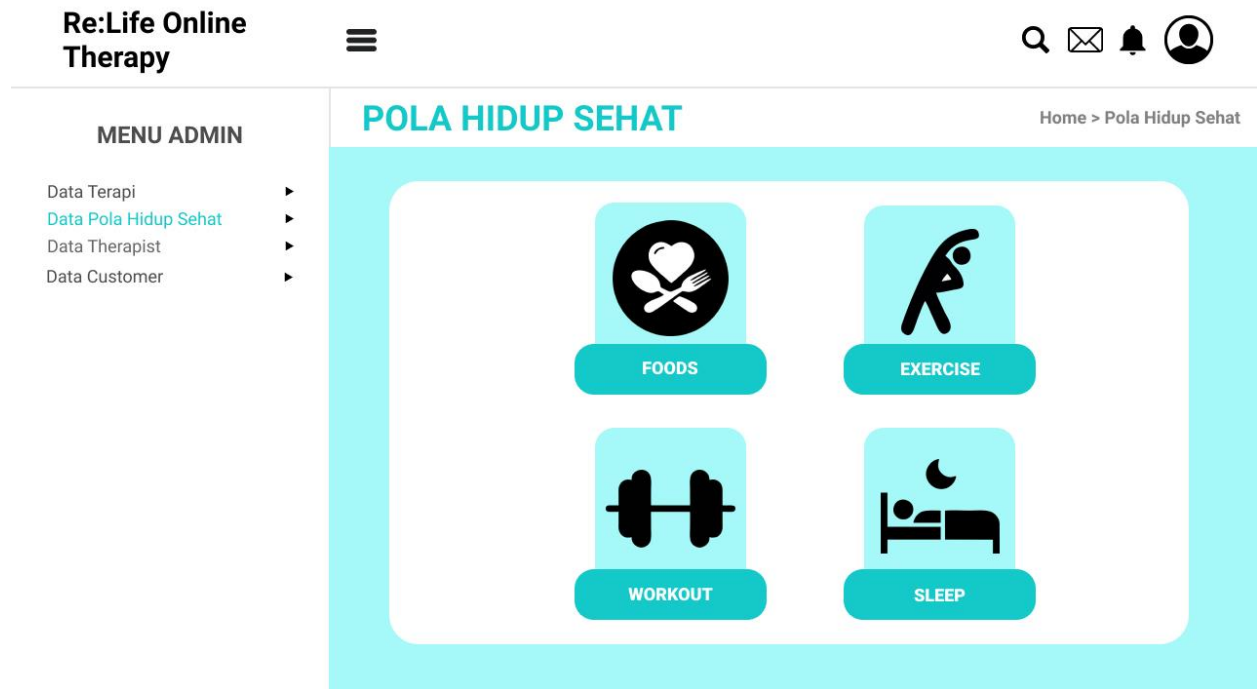 Re:Life Online
Therapy
MENU ADMIN
Data Terapi
Data Pola Hidup Sehat
Data Therapist
Data Customer
POLA HIDUP SEHAT
Home > Pola Hidup Sehat
FOODS
EXERCISE
WORKOUT
SLEEP